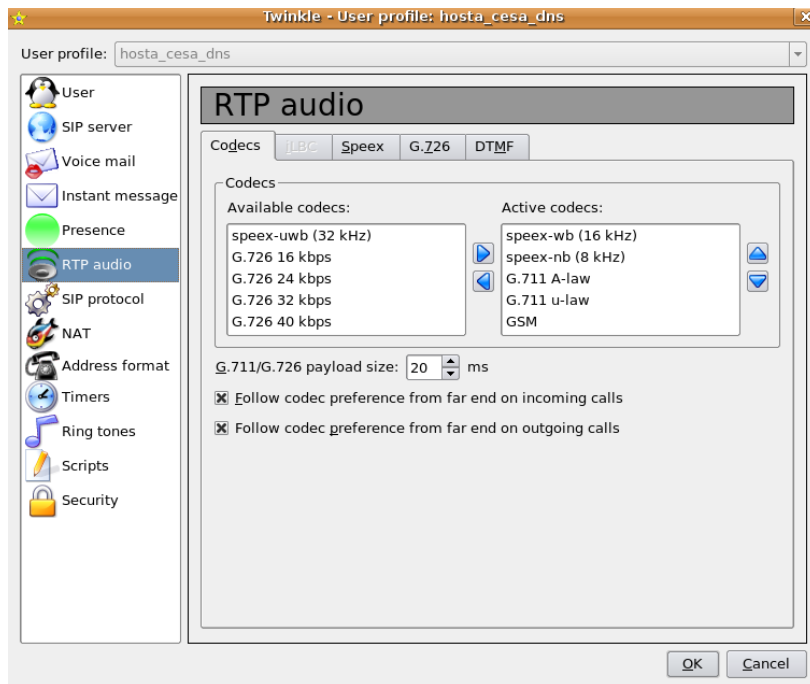 Twinkle - User profile: hosta_cesa_dns
User profile: hosta_cesa_dns
User
SIP server
Voice mail
Instant message
Presence
RTP audio
SIP protocol
NAT
Address format
Timers
Ring tones
Scripts
Security
RTP audio
Codecs iLBC Speex G.726 DTMF
Codecs
Available codecs:
speex-uwb (32 kHz)
G.726 16 kbps
G.726 24 kbps
G.726 32 kbps
G.726 40 kbps
Active codecs:
speex-wb (16 kHz)
speex-nb (8 kHz)
G.711 A-law
G.711 u-law
GSM
G.711/G.726 payload size: 20 ms
Follow codec preference from far end on incoming calls
Follow codec preference from far end on outgoing calls
OK Cancel